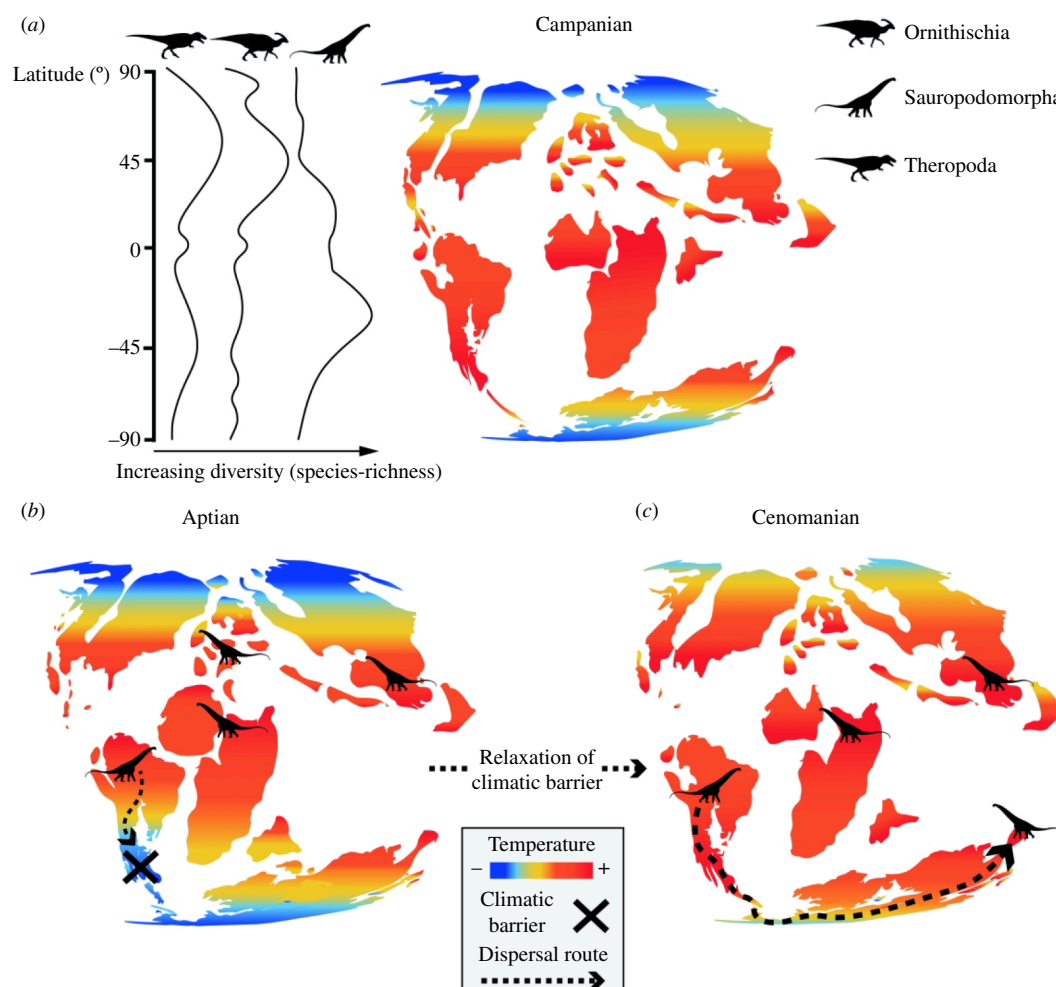 (a)
Campanian
Latitude (º)
90
45
0
–45
–90
Increasing diversity (species-richness)
Ornithischia
Sauropodomorpha
Theropoda
(b)
Aptian
(c)
Cenomanian
Relaxation of
climatic barrier
Temperature
– +
Climatic
barrier
Dispersal route